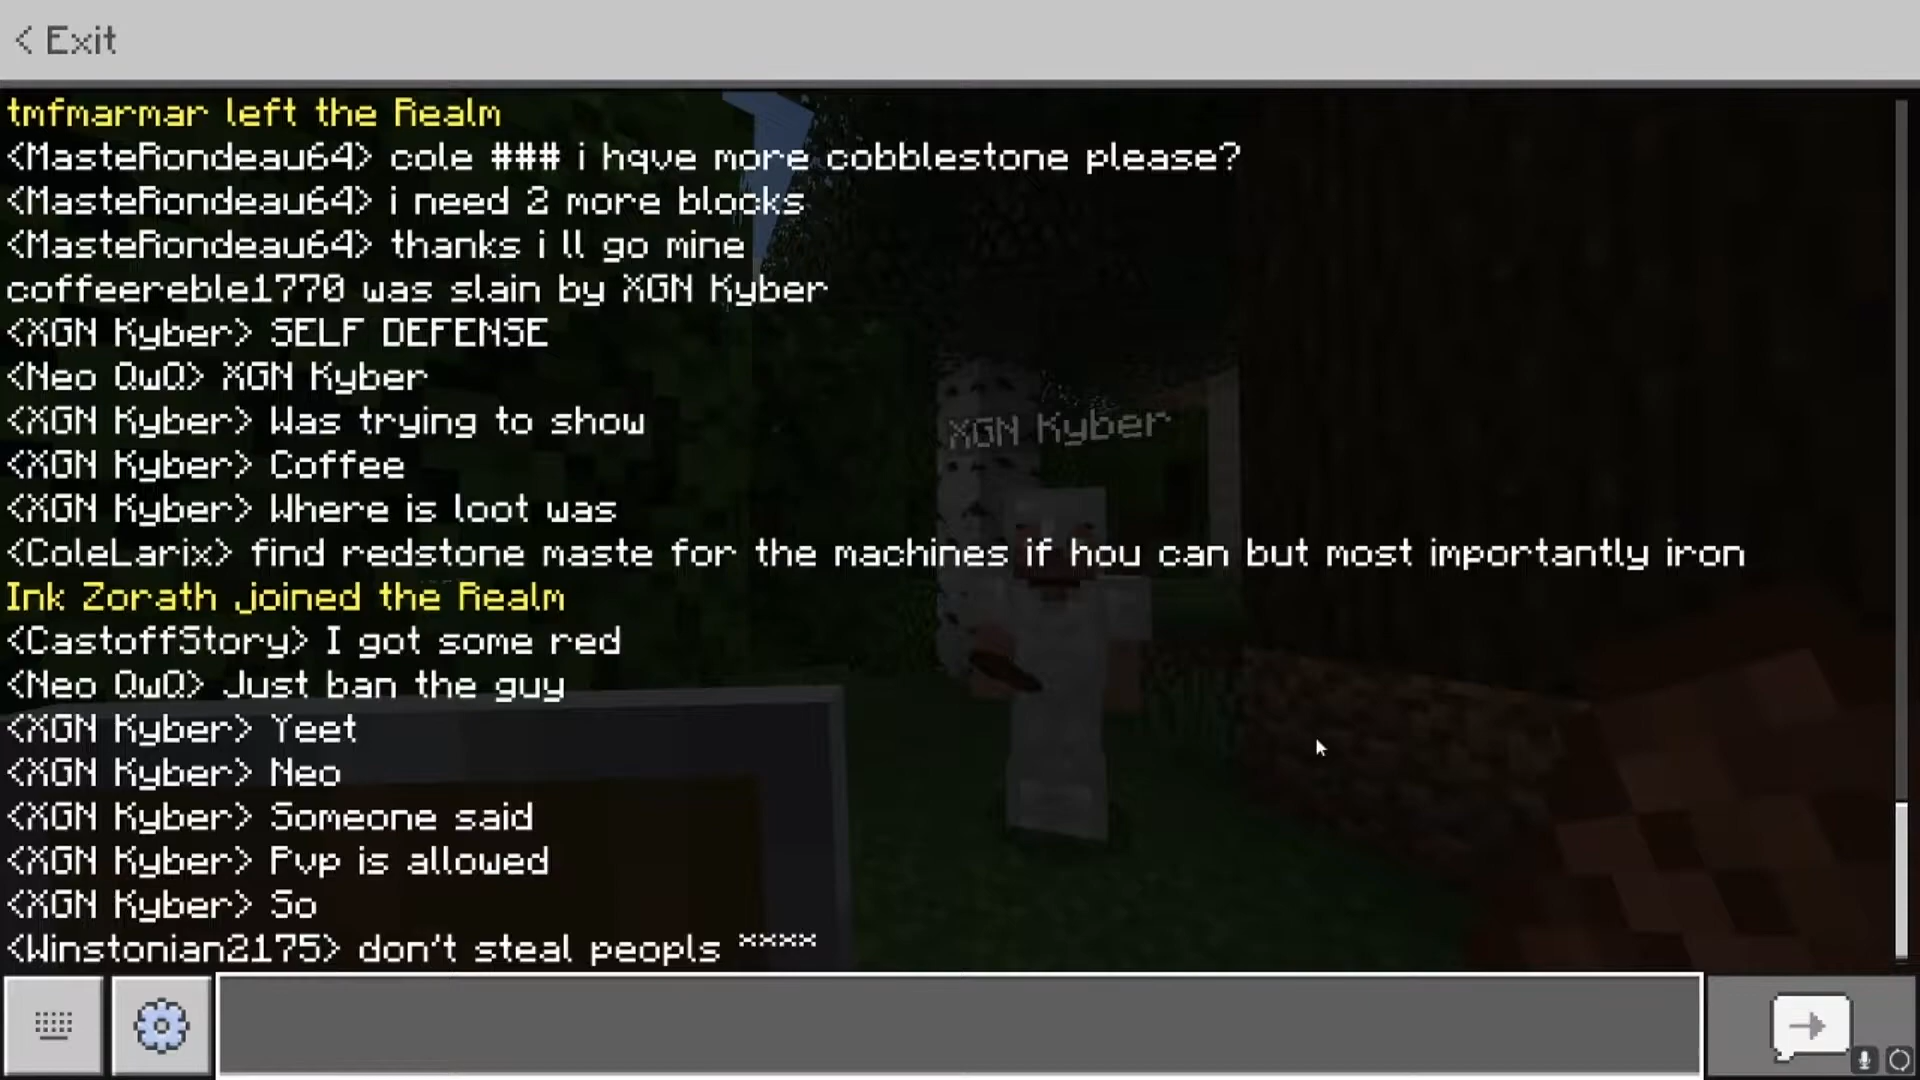 < Exit
tmfmarmar left the Realm
<MasteRondeau64> cole ### i hqve more cobblestone please?
<MasteRondeau64> i need 2 more blocks
<MasteRondeau64> thanks i ll go mine
coffeereble1770 was slain by XGN Kyber
<XGN Kyber> SELF DEFENSE
<Neo QwQ> XGN Kyber
<XGN Kyber> Was trying to show
XGN Kyber
<XGN Kyber> Coffee
<XGN Kyber> Where is loot was
<ColeLarix> find redstone maste for the machines if hou can but most importantly iron
Ink Zorath joined the Realm
<CastoffStory> I got some red
<Neo QwQ> Just ban the guy
<XGN Kyber> Yeet
<XGN Kyber> Neo
<XGN Kyber> Someone said
<XGN Kyber> Pvp is allowed
<XGN Kyber> So
<Winstonian2175> don't steal peopls ****